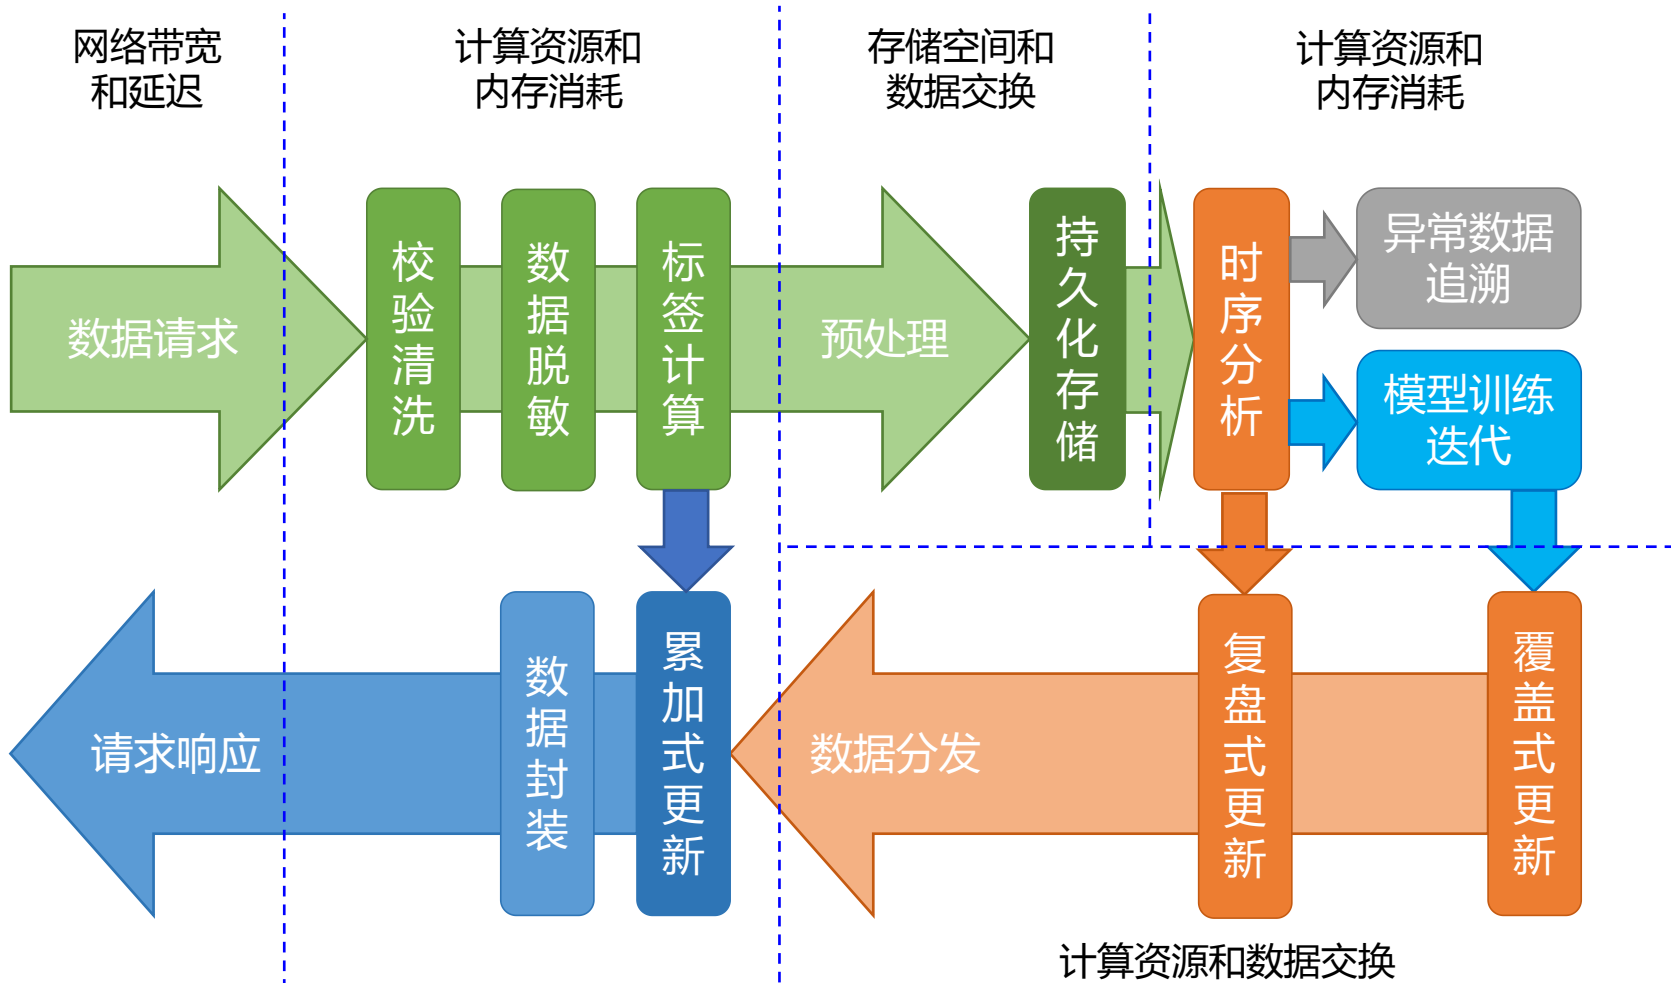 网络带宽
和延迟
计算资源和
内存消耗
存储空间和
数据交换
计算资源和
内存消耗
数据请求
校验清洗
数据脱敏
标签计算
预处理
持久化存储
时序分析
异常数据
追溯
模型训练
迭代
请求响应
数据封装
累加式更新
数据分发
复盘式更新
覆盖式更新
计算资源和数据交换